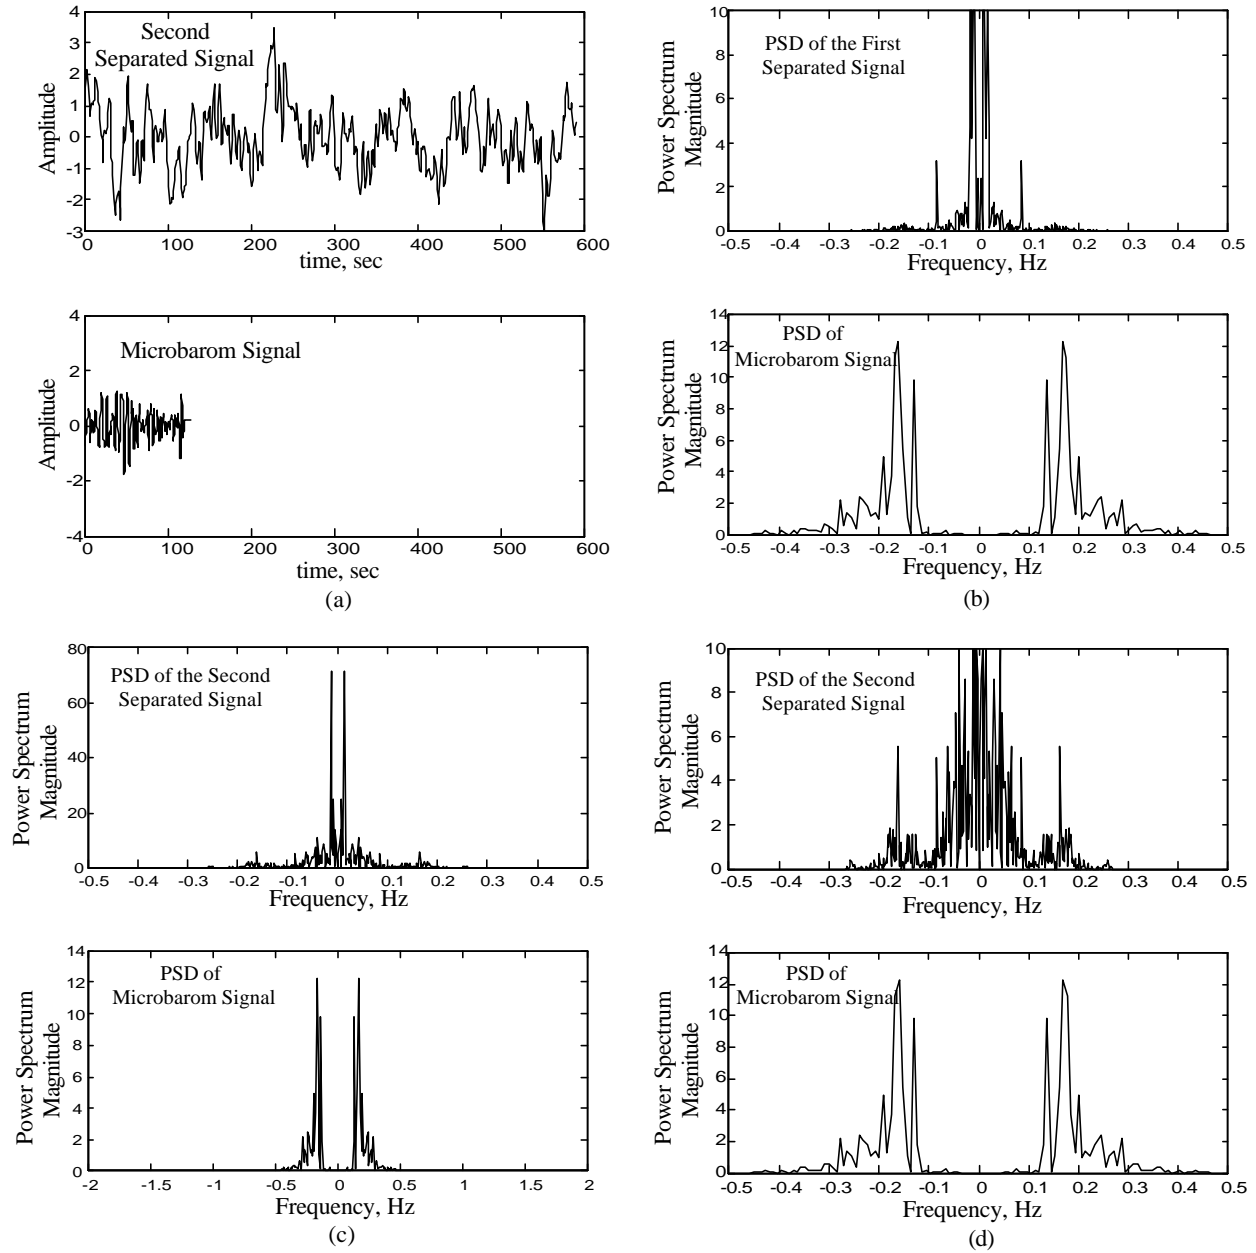 Second
Separated Signal
Amplitude
4
3
2
1
0
-1
-2
-3
0 100 200 300 400 500 600
time, sec
Microbarom Signal
Amplitude
4
2
0
-2
-4
0 100 200 300 400 500 600
time, sec
(a)
PSD of the First
Separated Signal
Power Spectrum
Magnitude
10
8
6
4
2
0
-0.5 -0.4 -0.3 -0.2 -0.1 0 0.1 0.2 0.3 0.4 0.5
Frequency, Hz
PSD of
Microbarom Signal
Power Spectrum
Magnitude
14
12
10
8
6
4
2
0
-0.5 -0.4 -0.3 -0.2 -0.1 0 0.1 0.2 0.3 0.4 0.5
Frequency, Hz
(b)
PSD of the Second
Separated Signal
Power Spectrum
Magnitude
80
60
40
20
0
-0.5 -0.4 -0.3 -0.2 -0.1 0 0.1 0.2 0.3 0.4 0.5
Frequency, Hz
PSD of
Microbarom Signal
Power Spectrum
Magnitude
14
12
10
8
6
4
2
0
-2 -1.5 -1 -0.5 0 0.5 1 1.5 2
Frequency, Hz
(c)
PSD of the Second
Separated Signal
Power Spectrum
Magnitude
10
8
6
4
2
0
-0.5 -0.4 -0.3 -0.2 -0.1 0 0.1 0.2 0.3 0.4 0.5
Frequency, Hz
PSD of
Microbarom Signal
Power Spectrum
Magnitude
14
12
10
8
6
4
2
0
-0.5 -0.4 -0.3 -0.2 -0.1 0 0.1 0.2 0.3 0.4 0.5
Frequency, Hz
(d)